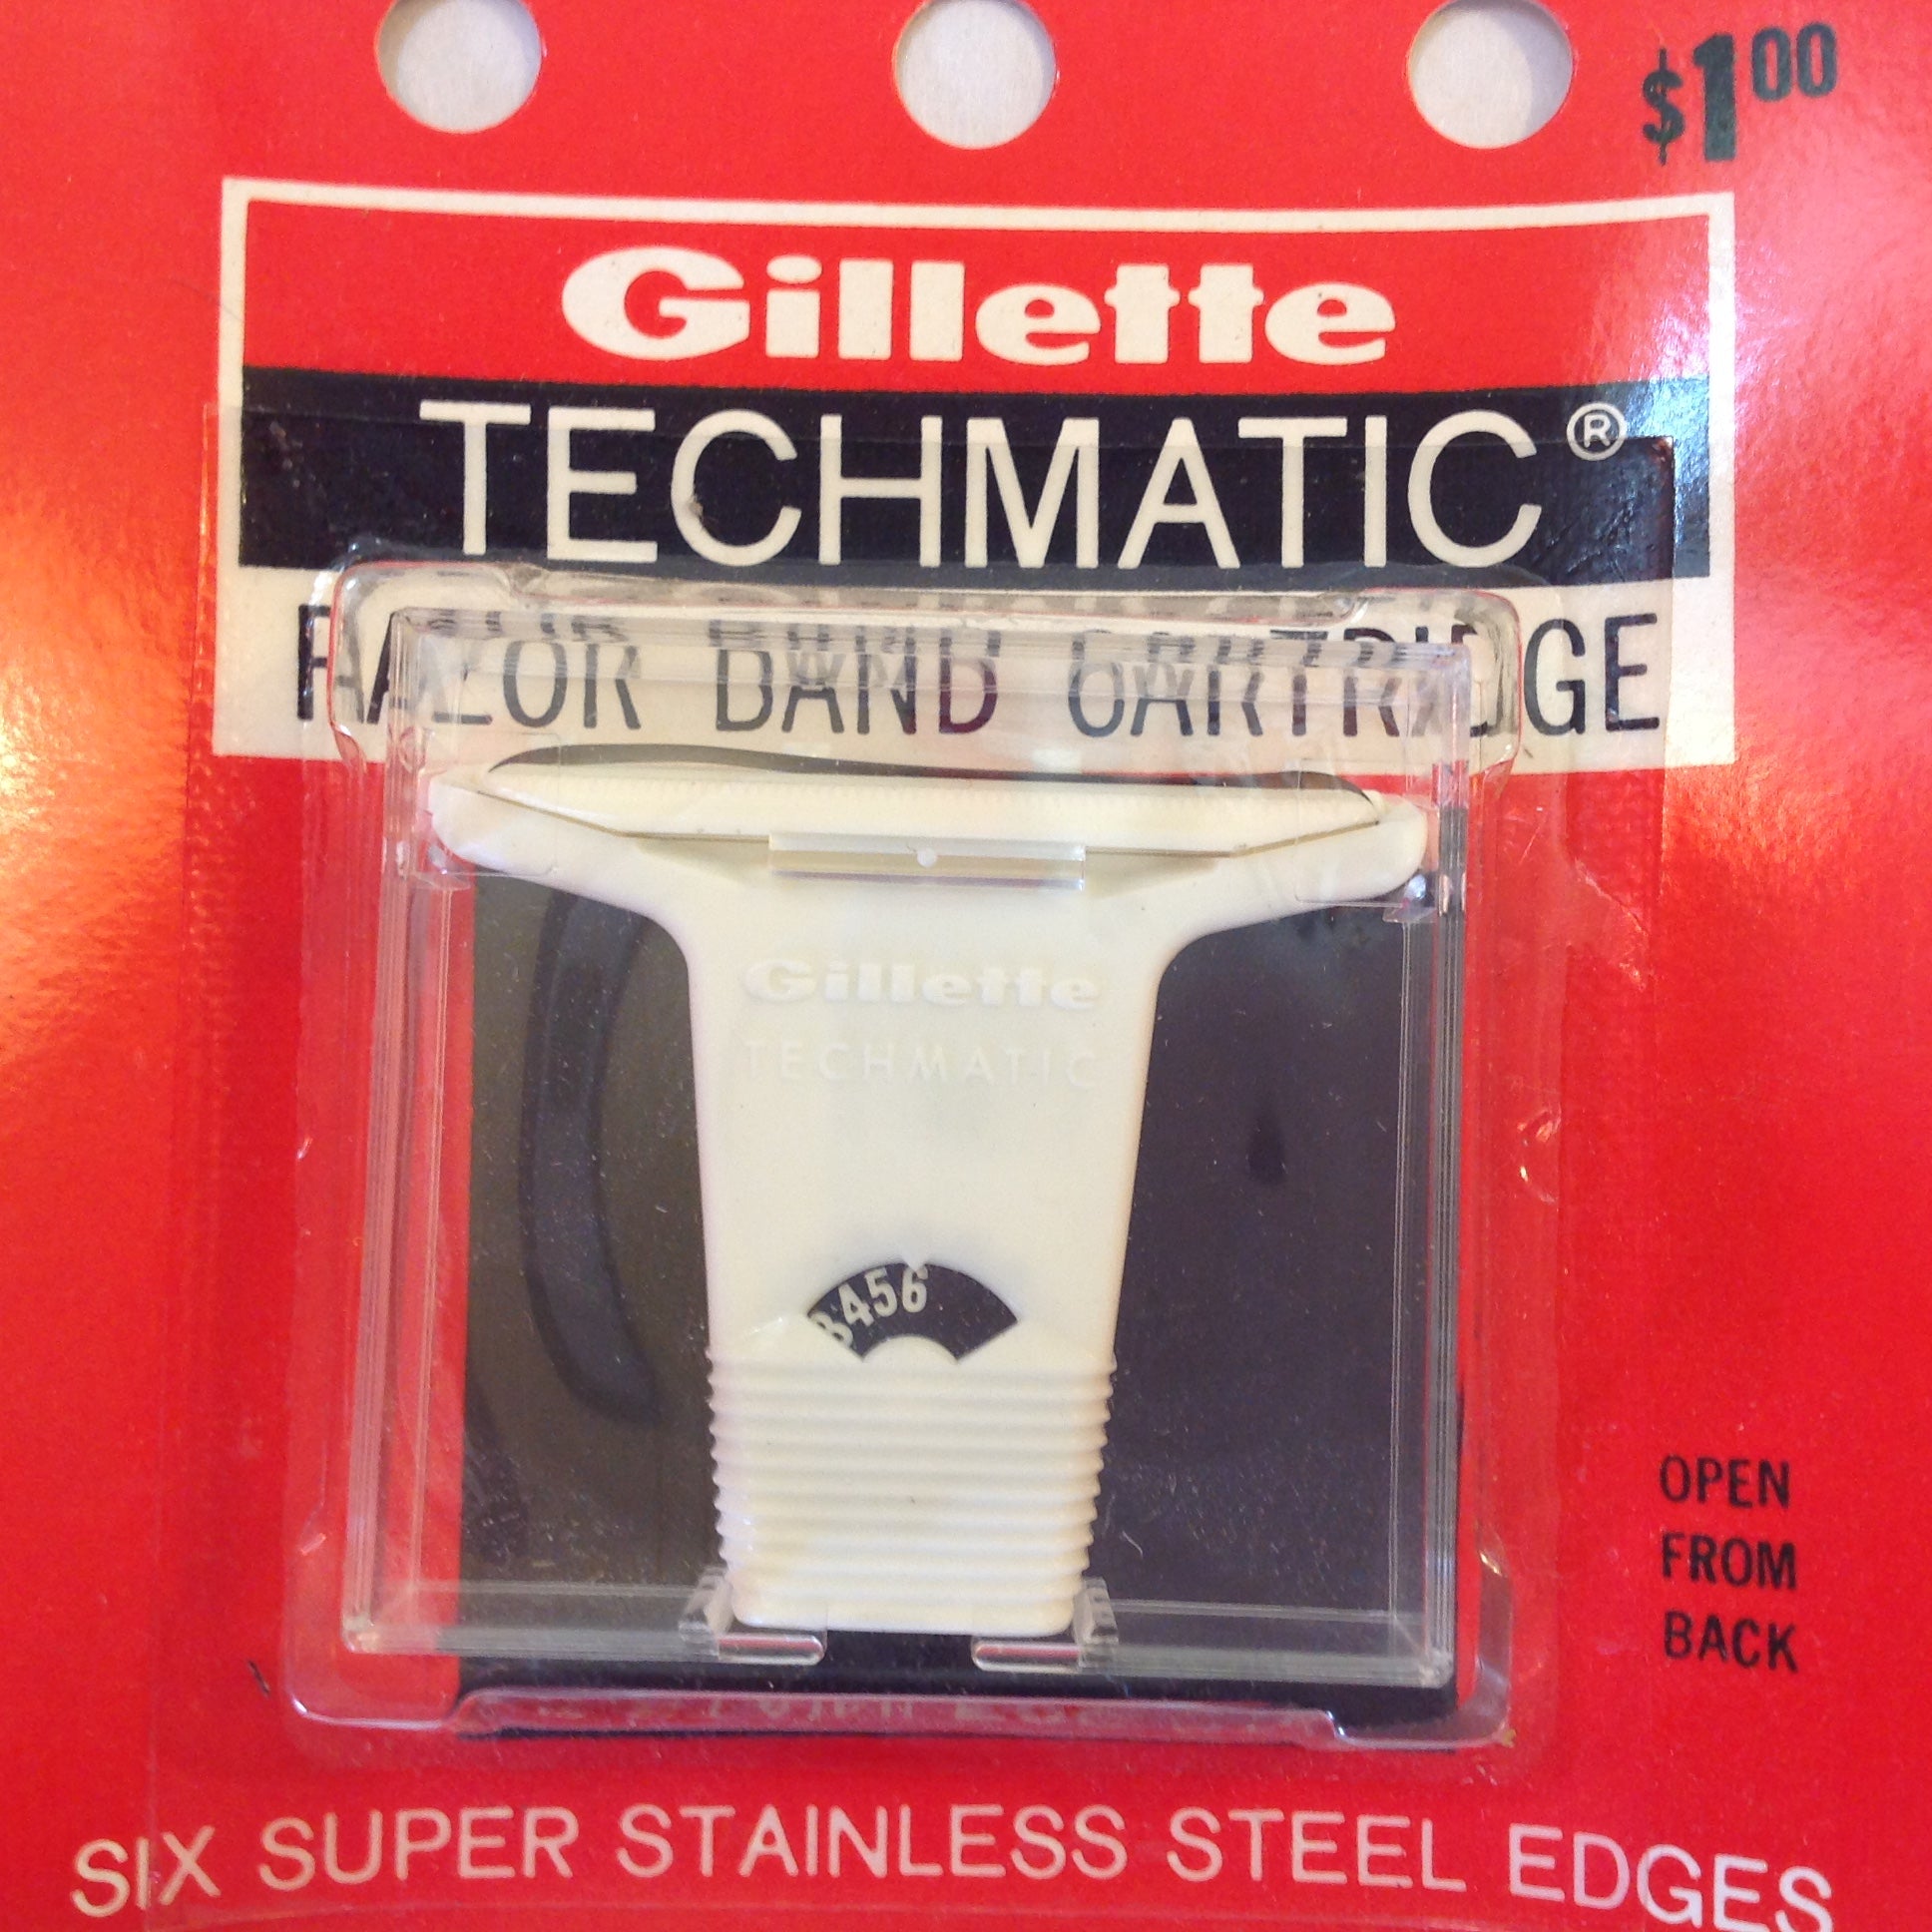 $1.00
Gillette
TECHMATIC®
RAZOR BAND CARTRIDGE
Gillette
TECHMATIC
3456
OPEN
FROM
BACK
SIX SUPER STAINLESS STEEL EDGES